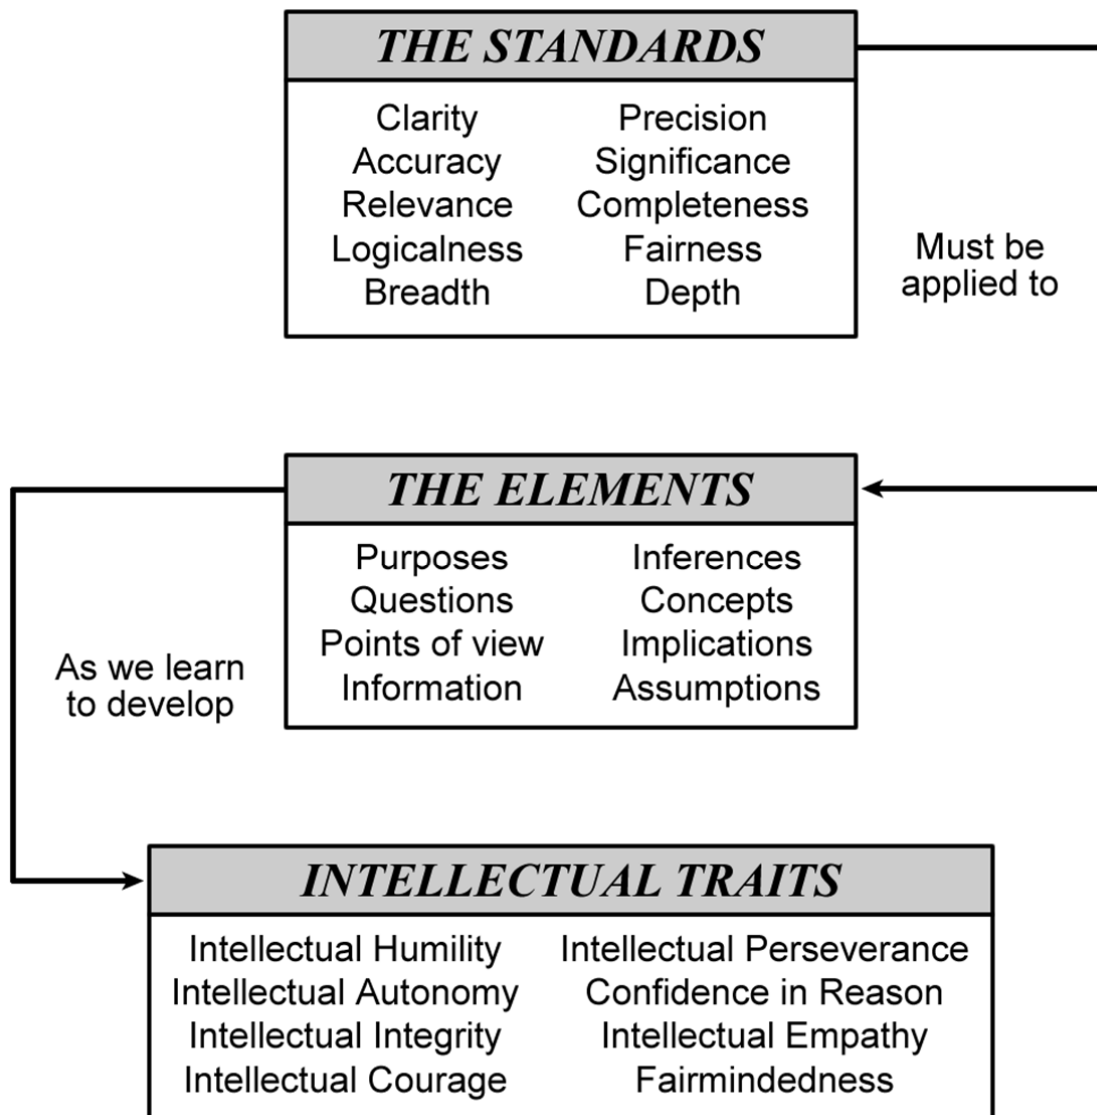 THE STANDARDS
Clarity Precision
Accuracy Significance
Relevance Completeness
Logicalness Fairness
Breadth Depth
Must be
applied to
THE ELEMENTS
Purposes Inferences
Questions Concepts
Points of view Implications
Information Assumptions
As we learn
to develop
INTELLECTUAL TRAITS
Intellectual Humility Intellectual Perseverance
Intellectual Autonomy Confidence in Reason
Intellectual Integrity Intellectual Empathy
Intellectual Courage Fairmindedness